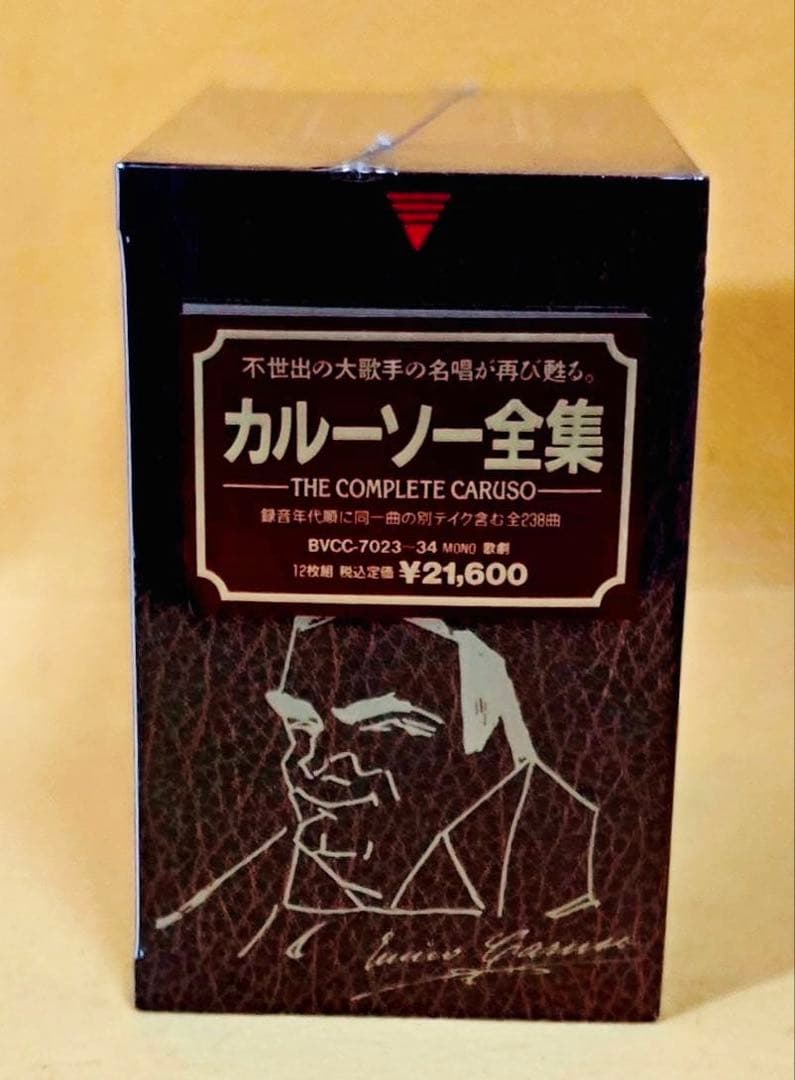 不世出の大歌手の名唱が再び甦る。
カルーソー全集
THE COMPLETE CARUSO
録音年代順に同一曲の別テイク含む全238曲
BVCC-7023-34 MONO 歌劇
12枚組 税込定価 ¥21,600
Enrico Caruso